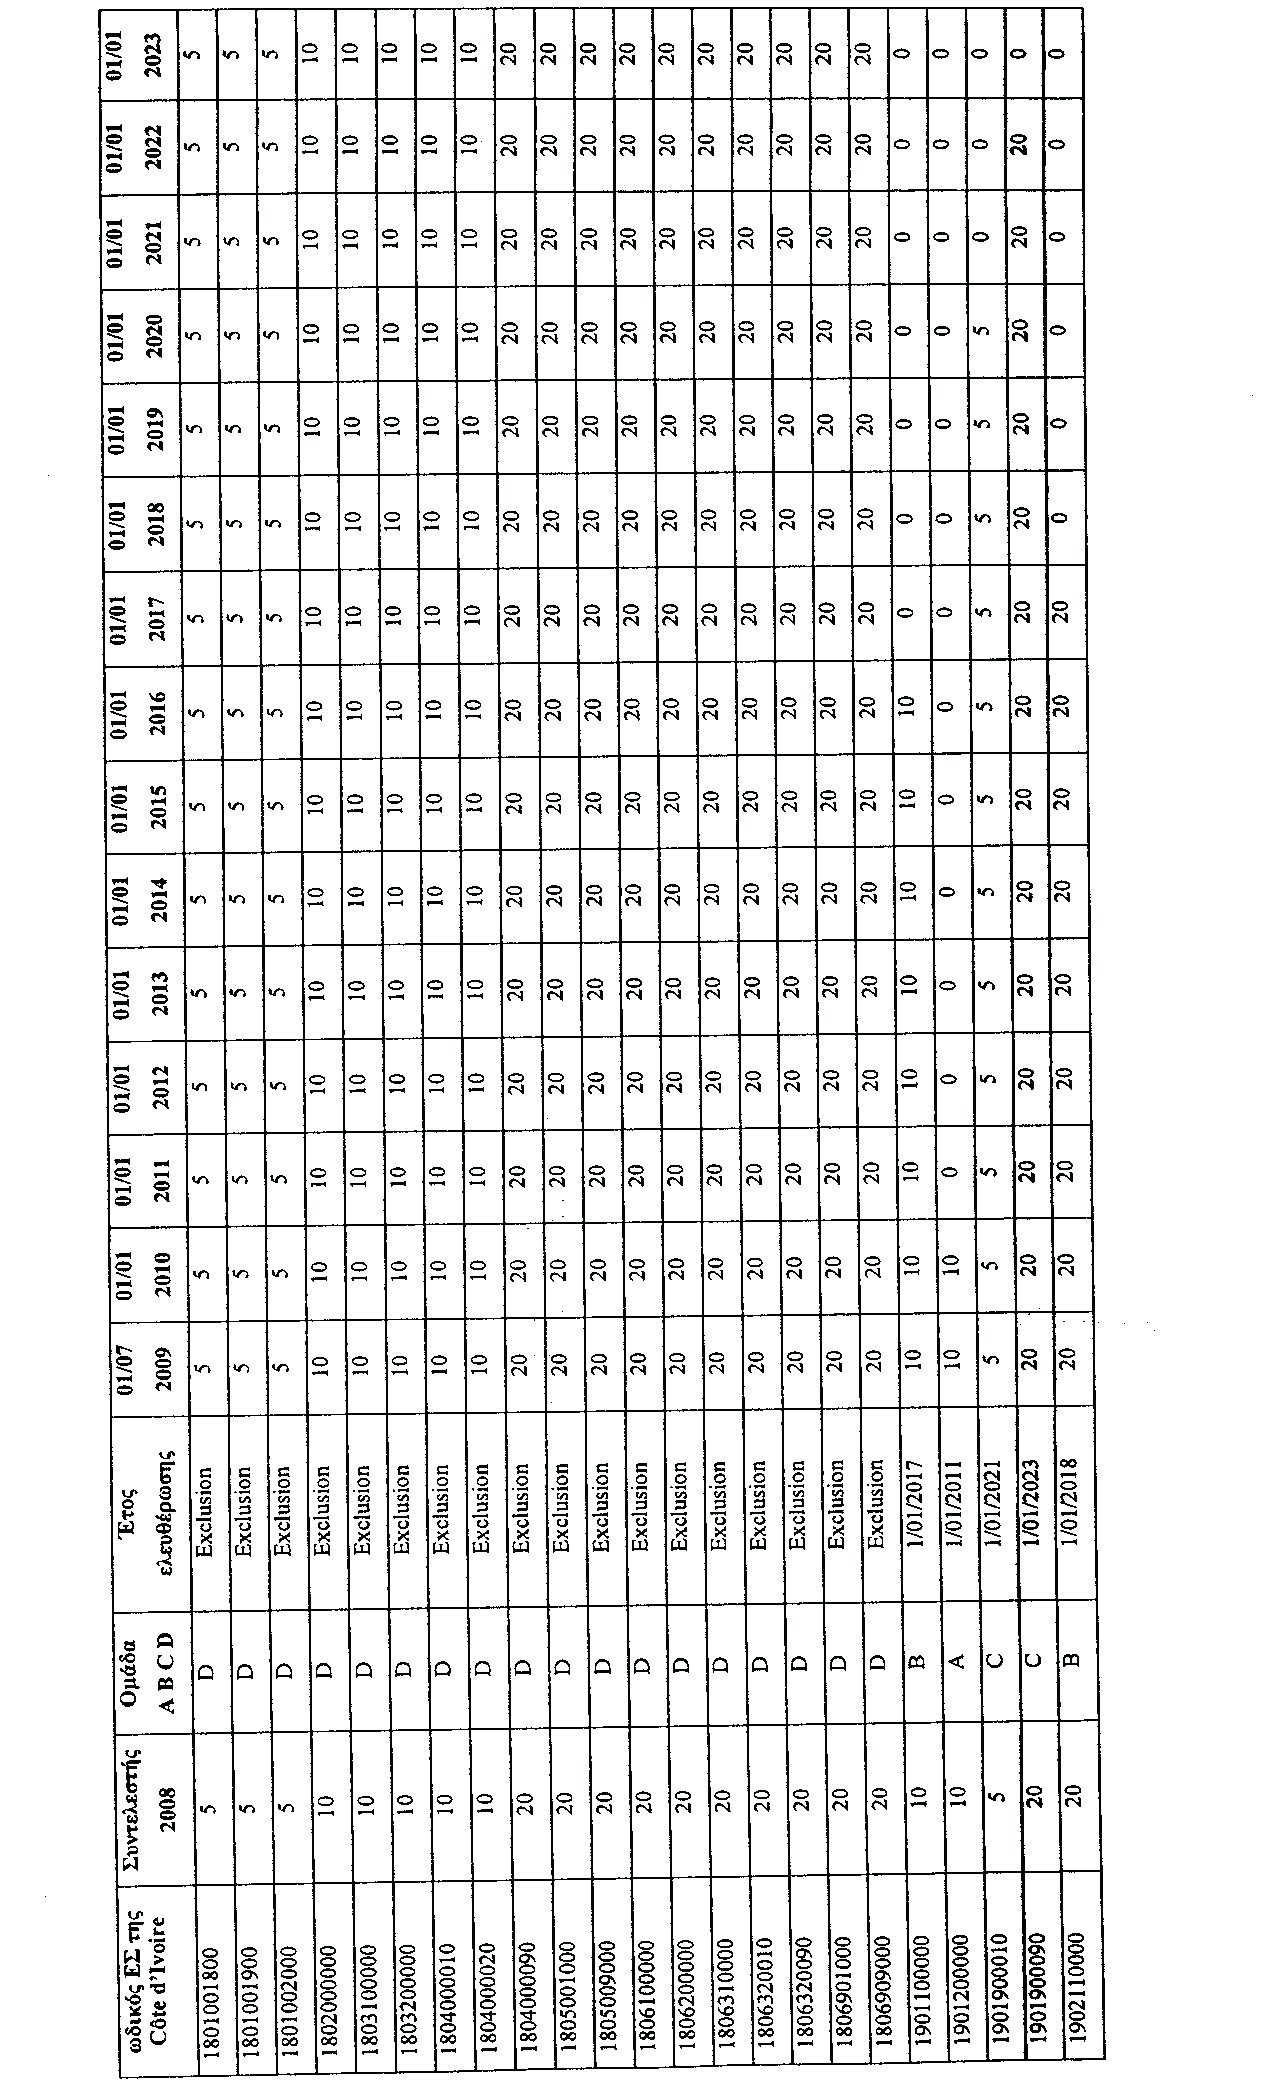 ωδικός ΕΣ της Côte d'Ivoire Συντελεστής 2008 Ομάδα A B C D Έτος ελευθέρωσης 01/07 2009 01/01 2010 01/01 2011 01/01 2012 01/01 2013 01/01 2014 01/01 2015 01/01 2016 01/01 2017 01/01 2018 01/01 2019 01/01 2020 01/01 2021 01/01 2022 01/01 2023
1801001800 5 D Exclusion 5 5 5 5 5 5 5 5 5 5 5 5 5 5 5
1801001900 5 D Exclusion 5 5 5 5 5 5 5 5 5 5 5 5 5 5 5
1801002000 5 D Exclusion 5 5 5 5 5 5 5 5 5 5 5 5 5 5 5
1802000000 10 D Exclusion 10 10 10 10 10 10 10 10 10 10 10 10 10 10 10
1803100000 10 D Exclusion 10 10 10 10 10 10 10 10 10 10 10 10 10 10 10
1803200000 10 D Exclusion 10 10 10 10 10 10 10 10 10 10 10 10 10 10 10
1804000010 10 D Exclusion 10 10 10 10 10 10 10 10 10 10 10 10 10 10 10
1804000020 10 D Exclusion 10 10 10 10 10 10 10 10 10 10 10 10 10 10 10
1804000090 20 D Exclusion 20 20 20 20 20 20 20 20 20 20 20 20 20 20 20
1805001000 20 D Exclusion 20 20 20 20 20 20 20 20 20 20 20 20 20 20 20
1805009000 20 D Exclusion 20 20 20 20 20 20 20 20 20 20 20 20 20 20 20
1806100000 20 D Exclusion 20 20 20 20 20 20 20 20 20 20 20 20 20 20 20
1806200000 20 D Exclusion 20 20 20 20 20 20 20 20 20 20 20 20 20 20 20
1806310000 20 D Exclusion 20 20 20 20 20 20 20 20 20 20 20 20 20 20 20
1806320010 20 D Exclusion 20 20 20 20 20 20 20 20 20 20 20 20 20 20 20
1806320090 20 D Exclusion 20 20 20 20 20 20 20 20 20 20 20 20 20 20 20
1806901000 20 D Exclusion 20 20 20 20 20 20 20 20 20 20 20 20 20 20 20
1806909000 20 D Exclusion 20 20 20 20 20 20 20 20 20 20 20 20 20 20 20
1901100000 10 B 1/01/2017 10 10 10 10 10 10 10 10 0 0 0 0 0 0 0
1901200000 10 A 1/01/2011 10 10 0 0 0 0 0 0 0 0 0 0 0 0 0
1901900010 5 C 1/01/2021 5 5 5 5 5 5 5 5 5 5 5 5 0 0 0
1901900090 20 C 1/01/2023 20 20 20 20 20 20 20 20 20 20 20 20 20 20 0
1902110000 20 B 1/01/2018 20 20 20 20 20 20 20 20 20 0 0 0 0 0 0